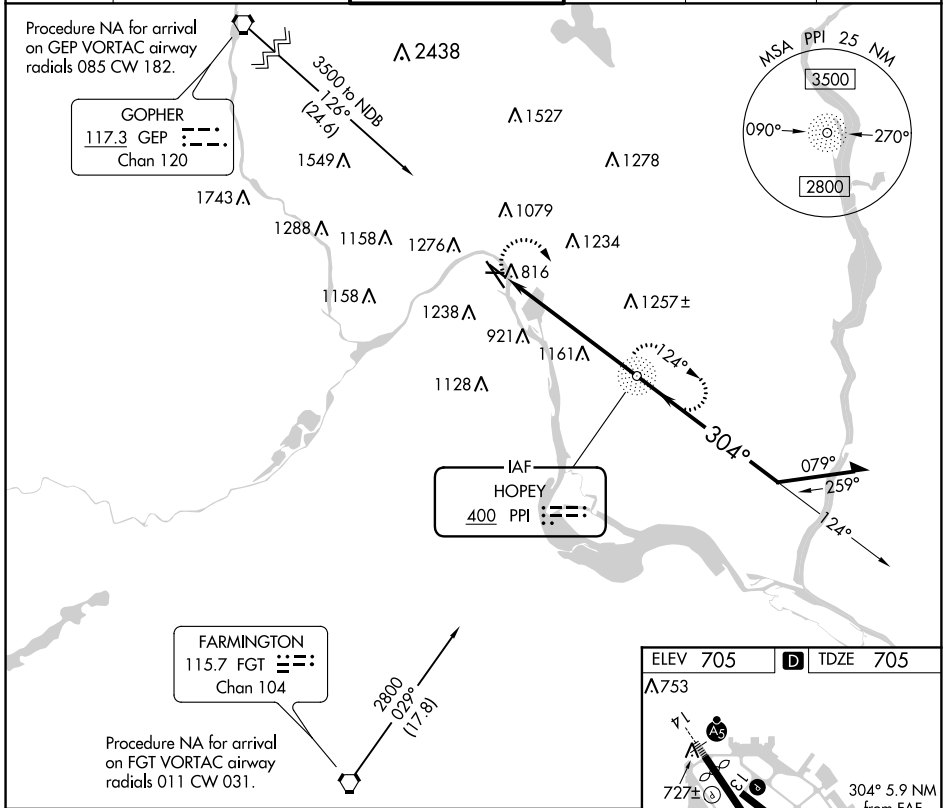 Procedure NA for arrival
on GEP VORTAC airway
radials 085 CW 182.
GOPHER
117.3 GEP
Chan 120
3500 to NDB
126°
(24.6)
2438
1527
1549
1278
1743
1079
1288
1158
1276
1234
816
1158
1238
1257±
921
1161
1128
MSA PPI 25 NM
3500
090°
270°
2800
124°
304°
079°
259°
124°
IAF
HOPEY
400 PPI
FARMINGTON
115.7 FGT
Chan 104
2800
029°
(17.8)
Procedure NA for arrival
on FGT VORTAC airway
radials 011 CW 031.
ELEV 705 D TDZE 705
753
14
A5
727±
13
P
P
304° 5.9 NM
from FAF